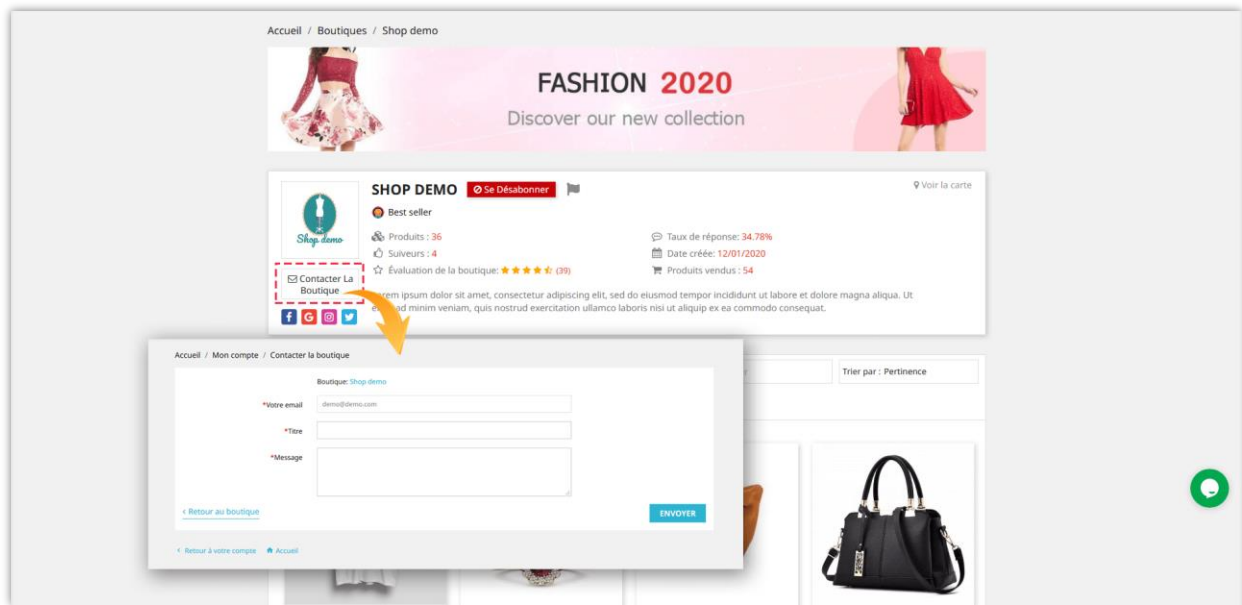 Accueil / Boutiques / Shop demo
FASHION 2020
Discover our new collection
SHOP DEMO
Se Désabonner
Voir la carte
Best seller
Shop demo
Produits : 36
Taux de réponse: 34.78%
Suiveurs : 4
Date créée: 12/01/2020
Évaluation de la boutique: (39)
Produits vendus : 54
Contacter La
Boutique
rem ipsum dolor sit amet, consectetur adipiscing elit, sed do eiusmod tempor incididunt ut labore et dolore magna aliqua. Ut
ad minim veniam, quis nostrud exercitation ullamco laboris nisi ut aliquip ex ea commodo consequat.
Accueil / Mon compte / Contacter la boutique
Trier par : Pertinence
Boutique: Shop demo
*Votre email
demo@demo.com
*Titre
*Message
‹ Retour au boutique
ENVOYER
‹ Retour à votre compte
Accueil